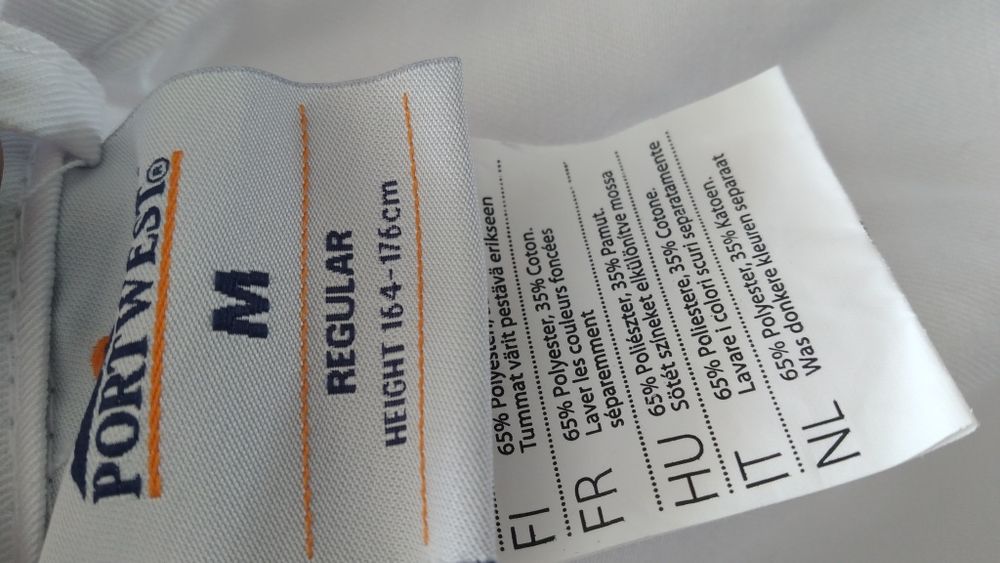 PORTWEST®
M
REGULAR
HEIGHT 164-176cm
FI
65% Polyesteri,
Tummat värit pestävä erikseen
FR
65% Polyester, 35% Coton.
Laver les couleurs foncées
séparemment
HU
65% Poliészter, 35% Pamut.
Sötét színeket elkülönítve mossa
IT
65% Poliestere, 35% Cotone.
Lavare i colori scuri separatamente
NL
65% Polyester, 35% Katoen.
Was donkere kleuren separaat